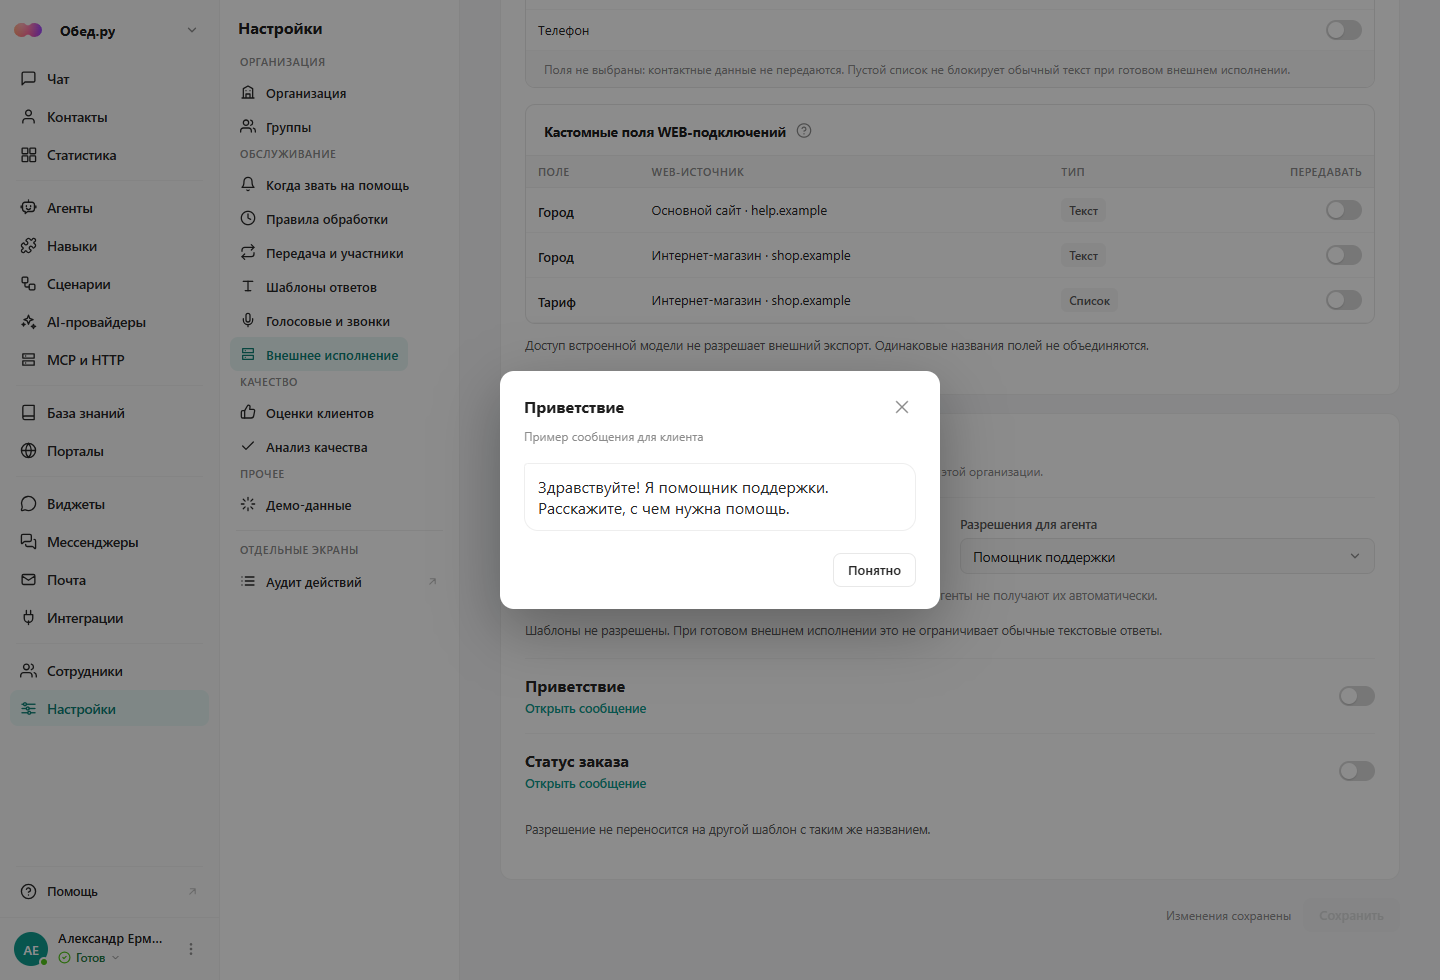 Обед.ру
Чат
Контакты
Статистика
Агенты
Навыки
Сценарии
AI-провайдеры
MCP и HTTP
База знаний
Порталы
Виджеты
Мессенджеры
Почта
Интеграции
Сотрудники
Настройки
Помощь
АЕ
Александр Ерм...
Готов
Настройки
ОРГАНИЗАЦИЯ
Организация
Группы
ОБСЛУЖИВАНИЕ
Когда звать на помощь
Правила обработки
Передача и участники
Шаблоны ответов
Голосовые и звонки
Внешнее исполнение
КАЧЕСТВО
Оценки клиентов
Анализ качества
ПРОЧЕЕ
Демо-данные
ОТДЕЛЬНЫЕ ЭКРАНЫ
Аудит действий
Телефон
Поля не выбраны: контактные данные не передаются. Пустой список не блокирует обычный текст при готовом внешнем исполнении.
Кастомные поля WEB-подключений
ПОЛЕ WEB-ИСТОЧНИК ТИП ПЕРЕДАВАТЬ
Город Основной сайт · help.example Текст
Город Интернет-магазин · shop.example Текст
Тариф Интернет-магазин · shop.example Список
Доступ встроенной модели не разрешает внешний экспорт. Одинаковые названия полей не объединяются.
Приветствие
Пример сообщения для клиента
Здравствуйте! Я помощник поддержки.
Расскажите, с чем нужна помощь.
Понятно
этой организации.
Разрешения для агента
Помощник поддержки
не получают их автоматически.
Шаблоны не разрешены. При готовом внешнем исполнении это не ограничивает обычные текстовые ответы.
Приветствие
Открыть сообщение
Статус заказа
Открыть сообщение
Разрешение не переносится на другой шаблон с таким же названием.
Изменения сохранены
Сохранить